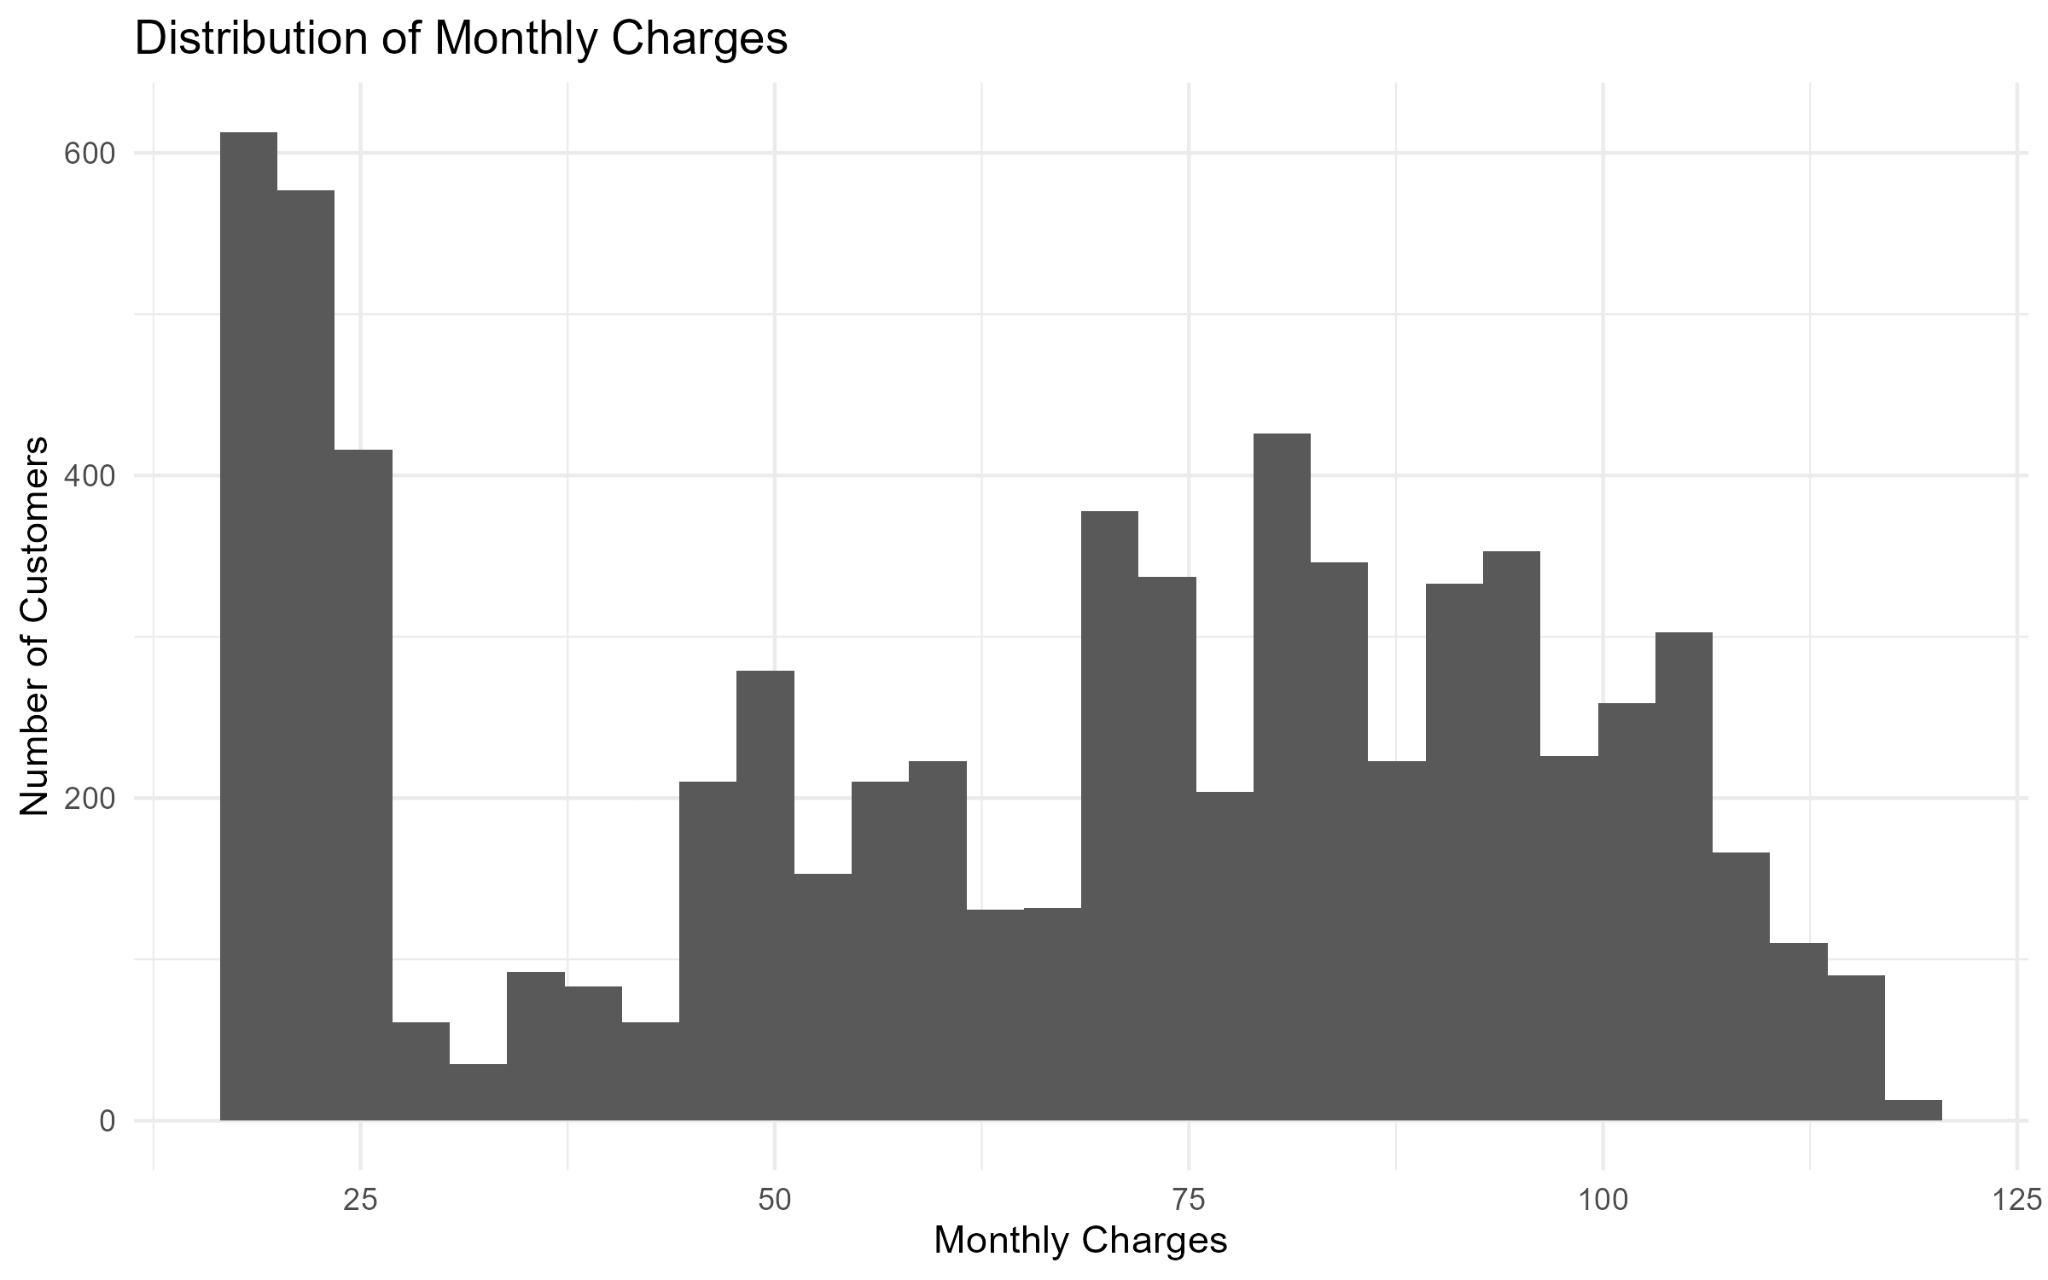 Distribution of Monthly Charges
600
400
200
0
Number of Customers
25 50 75 100 125
Monthly Charges